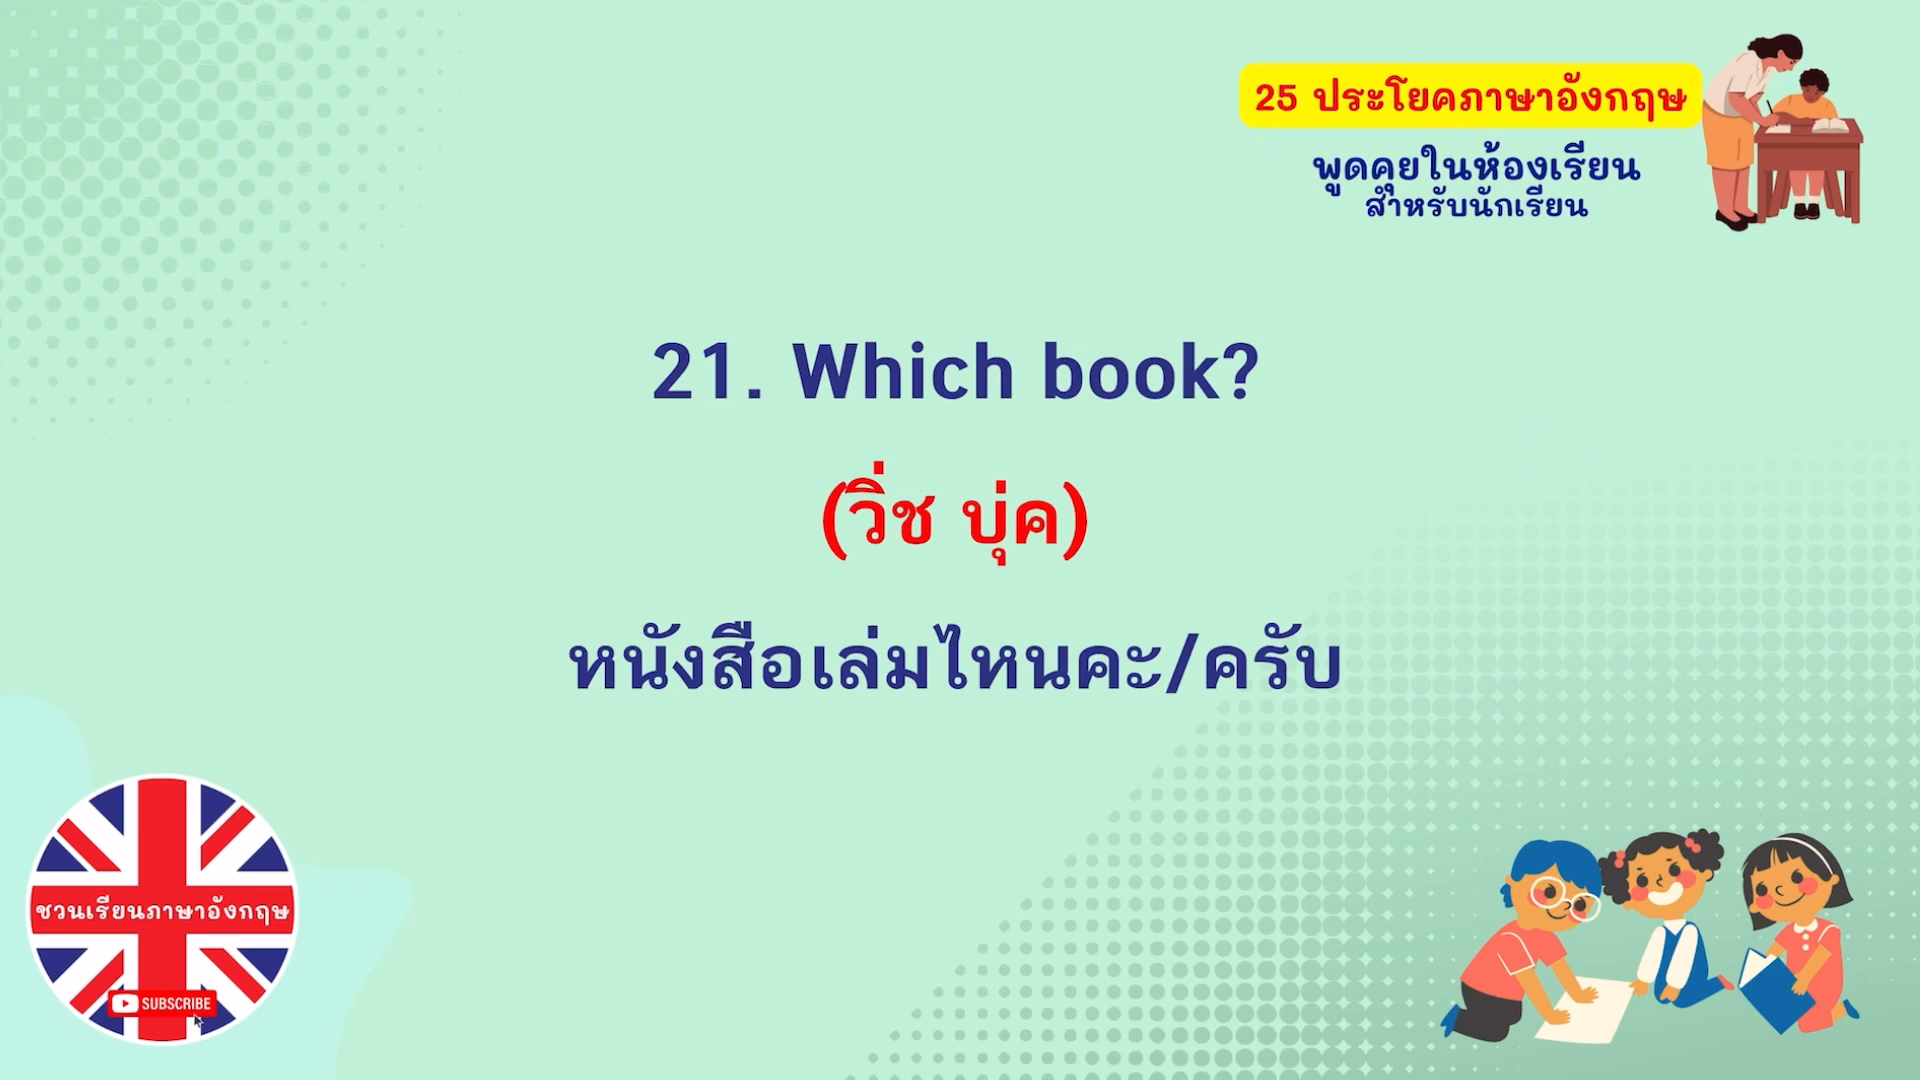 25 ประโยคภาษาอังกฤษ
พูดคุยในห้องเรียน
สำหรับนักเรียน
21. Which book?
(วิ่ช บุ่ค)
หนังสือเล่มไหนคะ/ครับ
ชวนเรียนภาษาอังกฤษ
SUBSCRIBE